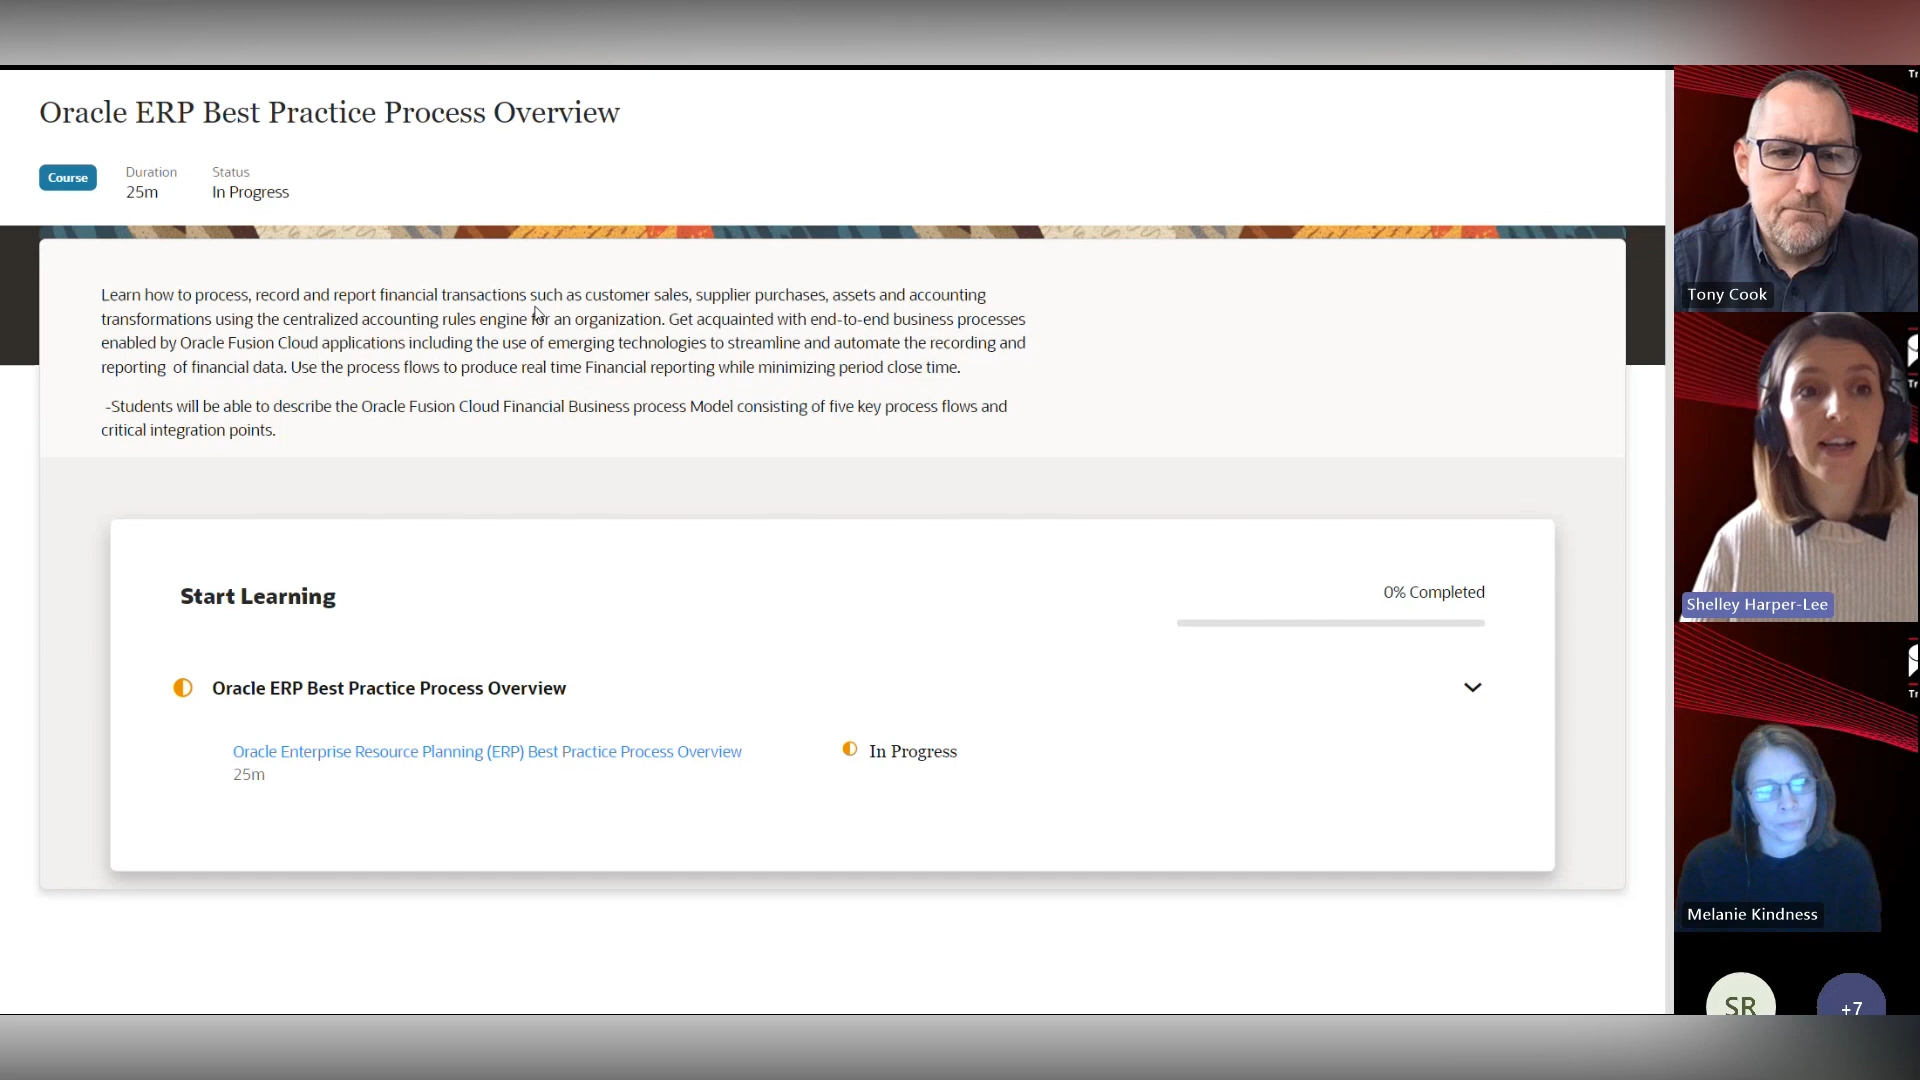 Oracle ERP Best Practice Process Overview
Course
Duration
25m
Status
In Progress
Learn how to process, record and report financial transactions such as customer sales, supplier purchases, assets and accounting
transformations using the centralized accounting rules engine for an organization. Get acquainted with end-to-end business processes
enabled by Oracle Fusion Cloud applications including the use of emerging technologies to streamline and automate the recording and
reporting of financial data. Use the process flows to produce real time Financial reporting while minimizing period close time.
-Students will be able to describe the Oracle Fusion Cloud Financial Business process Model consisting of five key process flows and
critical integration points.
Start Learning
0% Completed
Oracle ERP Best Practice Process Overview
Oracle Enterprise Resource Planning (ERP) Best Practice Process Overview
25m
In Progress
Tony Cook
Shelley Harper-Lee
Melanie Kindness
SR
+7